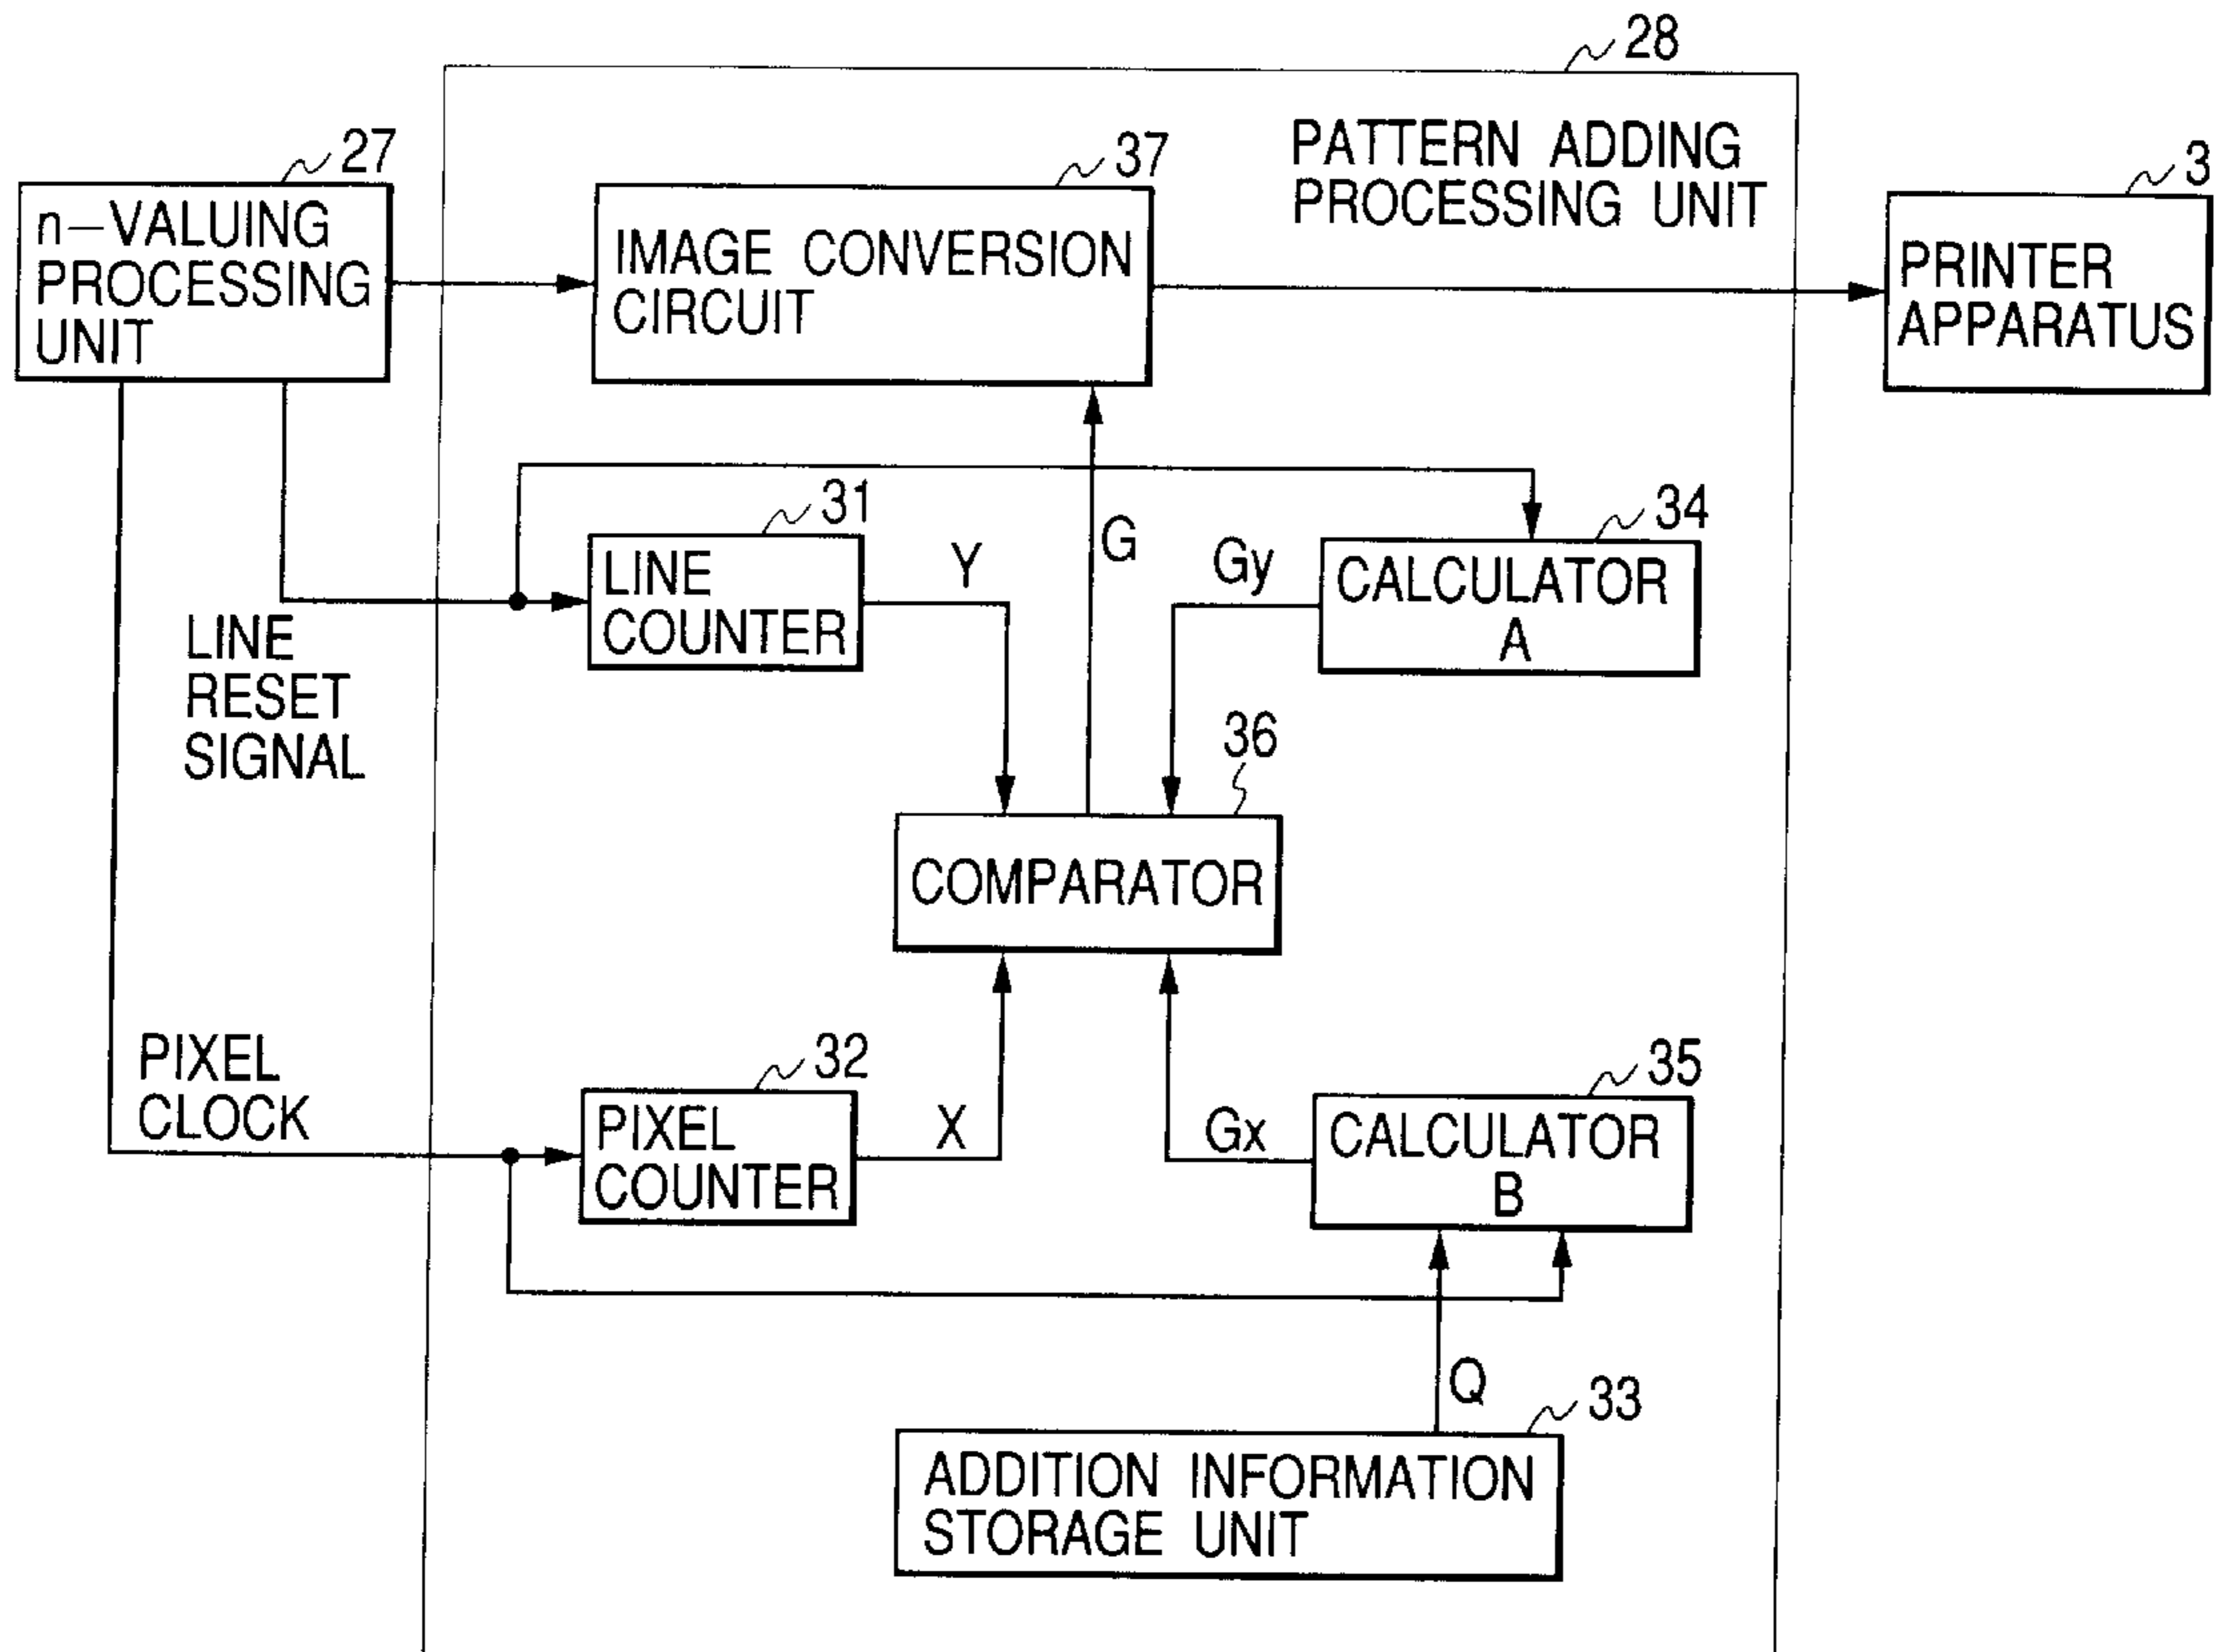 28
27
n-VALUING
PROCESSING
UNIT
37
IMAGE CONVERSION
CIRCUIT
PATTERN ADDING
PROCESSING UNIT
3
PRINTER
APPARATUS
LINE
RESET
SIGNAL
31
LINE
COUNTER
Y
G
Gy
34
CALCULATOR
A
36
COMPARATOR
PIXEL
CLOCK
32
PIXEL
COUNTER
X
Gx
35
CALCULATOR
B
Q
33
ADDITION INFORMATION
STORAGE UNIT